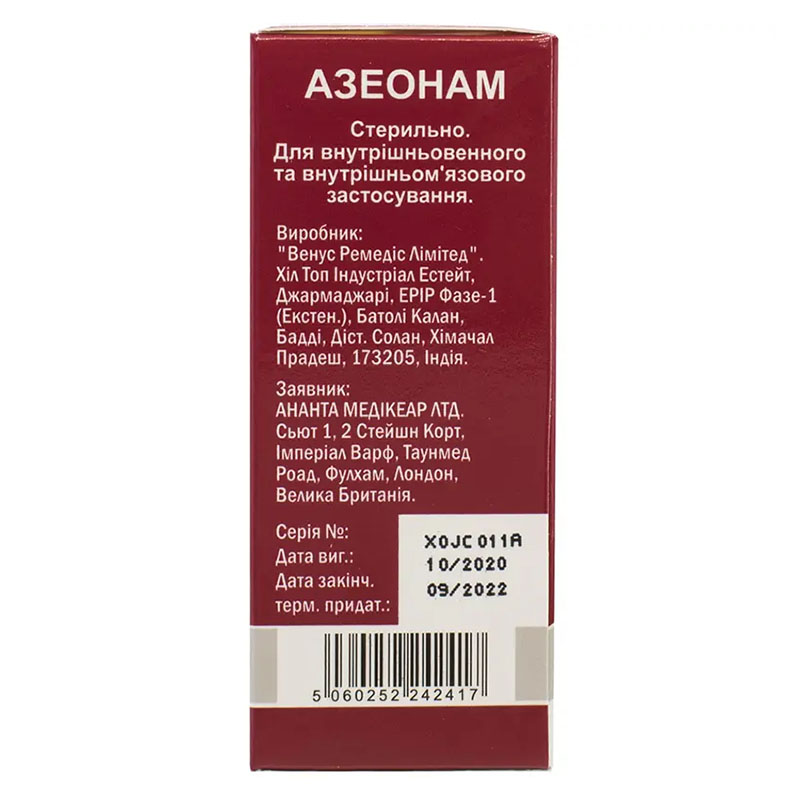 АЗЕОНАМ
Стерильно.
Для внутрішньовенного
та внутрішньом'язового
застосування.
Виробник:
"Венус Ремедіс Лімітед".
Хіл Топ Індустріал Естейт,
Джармаджарі, ЕРІР Фазе-1
(Екстен.), Батолі Калан,
Бадді, Діст. Солан, Хімачал
Прадеш, 173205, Індія.
Заявник:
АНАНТА МЕДІКЕАР ЛТД.
Сьют 1, 2 Стейшн Корт,
Імперіал Варф, Таунмед
Роад, Фулхам, Лондон,
Велика Британія.
Серія №: X0JC011A
Дата виг.: 10/2020
Дата закінч. 09/2022
терм. придат.:
5 060252 242417